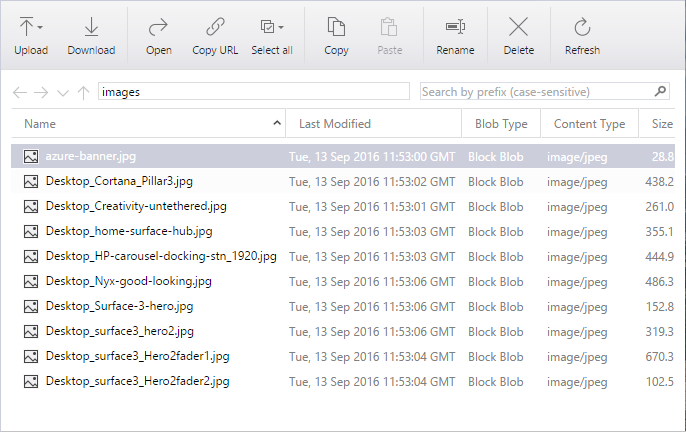 Upload Download Open Copy URL Select all Copy Paste Rename Delete Refresh
images Search by prefix (case-sensitive)
Name Last Modified Blob Type Content Type Size
azure-banner.jpg Tue, 13 Sep 2016 11:53:00 GMT Block Blob image/jpeg 28.8
Desktop_Cortana_Pillar3.jpg Tue, 13 Sep 2016 11:53:02 GMT Block Blob image/jpeg 438.2
Desktop_Creativity-untethered.jpg Tue, 13 Sep 2016 11:53:01 GMT Block Blob image/jpeg 261.0
Desktop_home-surface-hub.jpg Tue, 13 Sep 2016 11:53:01 GMT Block Blob image/jpeg 355.1
Desktop_HP-carousel-docking-stn_1920.jpg Tue, 13 Sep 2016 11:53:03 GMT Block Blob image/jpeg 444.9
Desktop_Nyx-good-looking.jpg Tue, 13 Sep 2016 11:53:06 GMT Block Blob image/jpeg 486.3
Desktop_Surface-3-hero.jpg Tue, 13 Sep 2016 11:53:06 GMT Block Blob image/jpeg 152.8
Desktop_surface3_hero2.jpg Tue, 13 Sep 2016 11:53:06 GMT Block Blob image/jpeg 319.3
Desktop_surface3_Hero2fader1.jpg Tue, 13 Sep 2016 11:53:04 GMT Block Blob image/jpeg 670.3
Desktop_surface3_Hero2fader2.jpg Tue, 13 Sep 2016 11:53:04 GMT Block Blob image/jpeg 102.5